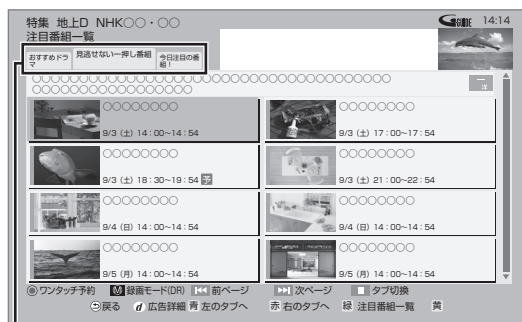 特集 地上D NHK○○・○○ GGUIDE 14:14
注目番組一覧
おすすめドラマ 見逃せない一押し番組 今日注目の番組！
○○○○○○○○○○○○○○○○○○○○○○○○○○○○○○○○○○○○○○
○○○○○○○○○○○○○○○○○○
○○○○○○○○
9/3 (土) 14：00～14：54
○○○○○○○○
9/3 (土) 17：00～17：54
○○○○○○○○
9/3 (土) 18：30～19：54 予
○○○○○○○○
9/3 (土) 21：00～22：54
○○○○○○○○
9/4 (日) 14：00～14：54
○○○○○○○○
9/4 (日) 14：00～14：54
○○○○○○○○
9/5 (月) 14：00～14：54
○○○○○○○○
9/5 (月) 14：00～14：54
ワンタッチ予約 M 録画モード(DR) 前ページ 次ページ タブ切換
戻る d 広告詳細 青 左のタブへ 赤 右のタブへ 緑 注目番組一覧 黄